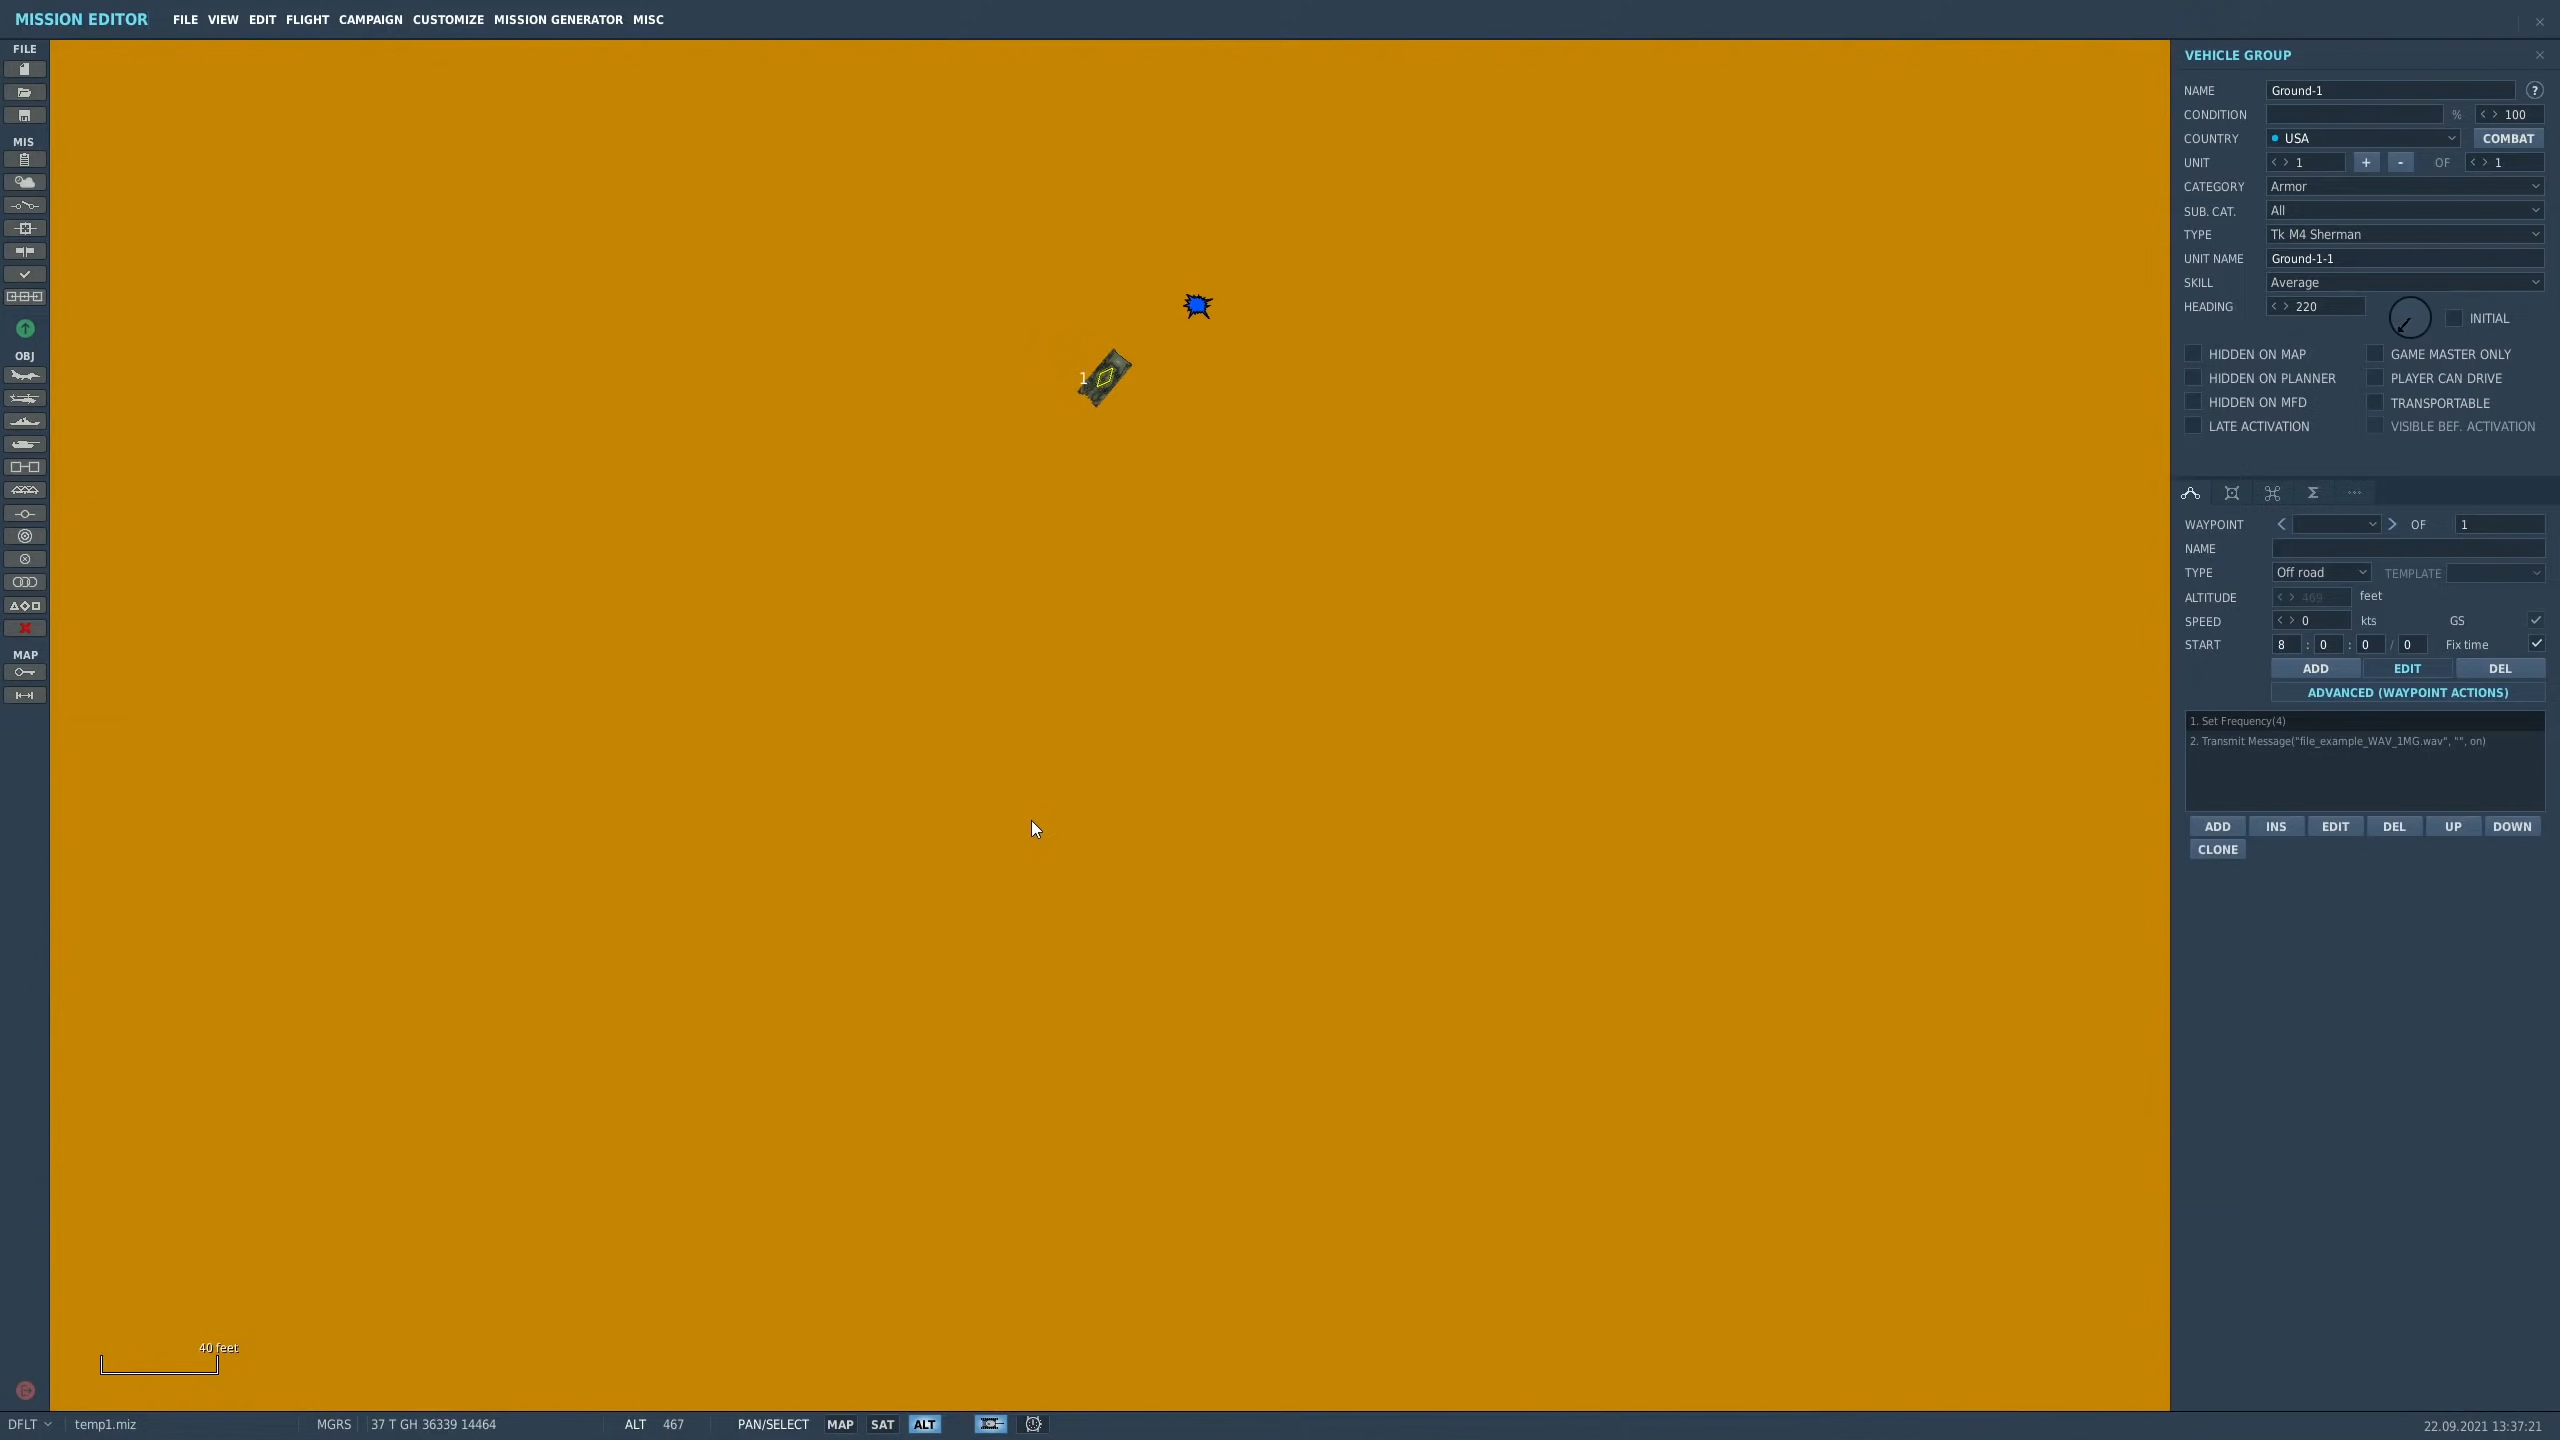 MISSION EDITOR FILE VIEW EDIT FLIGHT CAMPAIGN CUSTOMIZE MISSION GENERATOR MISC
FILE
MIS
OBJ
MAP
1
40 feet
VEHICLE GROUP
NAME Ground-1 ?
CONDITION % < > 100
COUNTRY USA COMBAT
UNIT < > 1 + - OF < > 1
CATEGORY Armor
SUB. CAT. All
TYPE Tk M4 Sherman
UNIT NAME Ground-1-1
SKILL Average
HEADING < > 220 INITIAL
HIDDEN ON MAP GAME MASTER ONLY
HIDDEN ON PLANNER PLAYER CAN DRIVE
HIDDEN ON MFD TRANSPORTABLE
LATE ACTIVATION VISIBLE BEF. ACTIVATION
WAYPOINT < > OF 1
NAME
TYPE Off road TEMPLATE
ALTITUDE < > 469 feet
SPEED < > 0 kts GS
START 8 : 0 : 0 / 0 Fix time
ADD EDIT DEL
ADVANCED (WAYPOINT ACTIONS)
1. Set Frequency(4)
2. Transmit Message("file_example_WAV_1MG.wav", "", on)
ADD INS EDIT DEL UP DOWN
CLONE
DFLT temp1.miz MGRS 37 T GH 36339 14464 ALT 467 PAN/SELECT MAP SAT ALT 22.09.2021 13:37:21